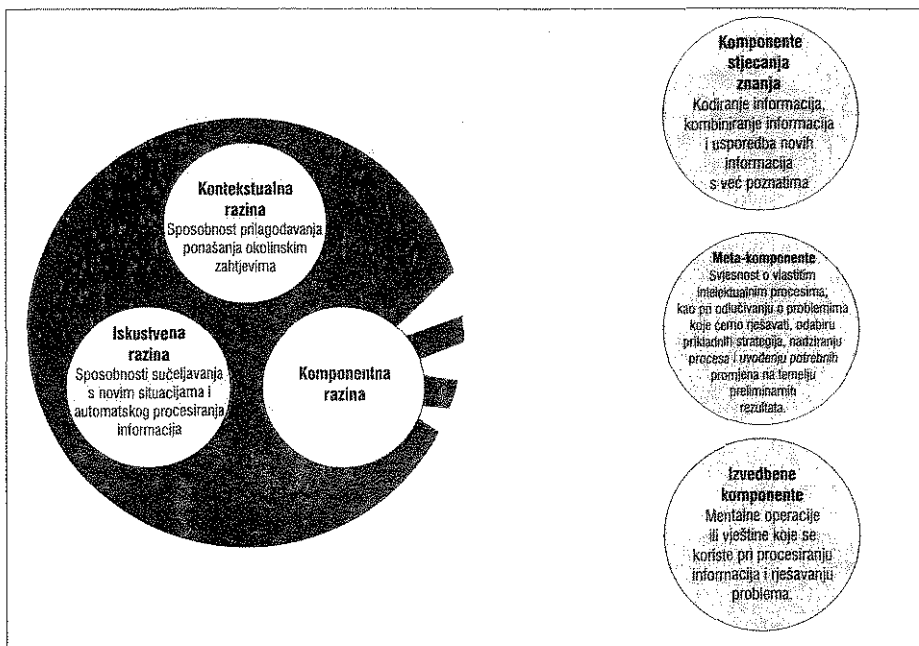 Kontekstualna
razina
Sposobnost prilagođavanja
ponašanja okolinskim
zahtjevima
Iskustvena
razina
Sposobnosti sučeljavanja
s novim situacijama i
automatskog procesiranja
informacija
Komponentna
razina
Komponente
stjecanja
znanja
Kodiranje informacija,
kombiniranje informacija
i usporedba novih
informacija
s već poznatima
Meta-komponente
Svjesnost o vlastitim
intelektualnim procesima,
kao pri odlučivanju o problemima
koje ćemo rješavati, odabiru
prikladnih strategija, nadziranju
procesa i uvođenju potrebnih
promjena na temelju
preliminarnih
rezultata.
Izvedbene
komponente
Mentalne operacije
ili vještine koje se
koriste pri procesiranju
informacija i rješavanju
problema.